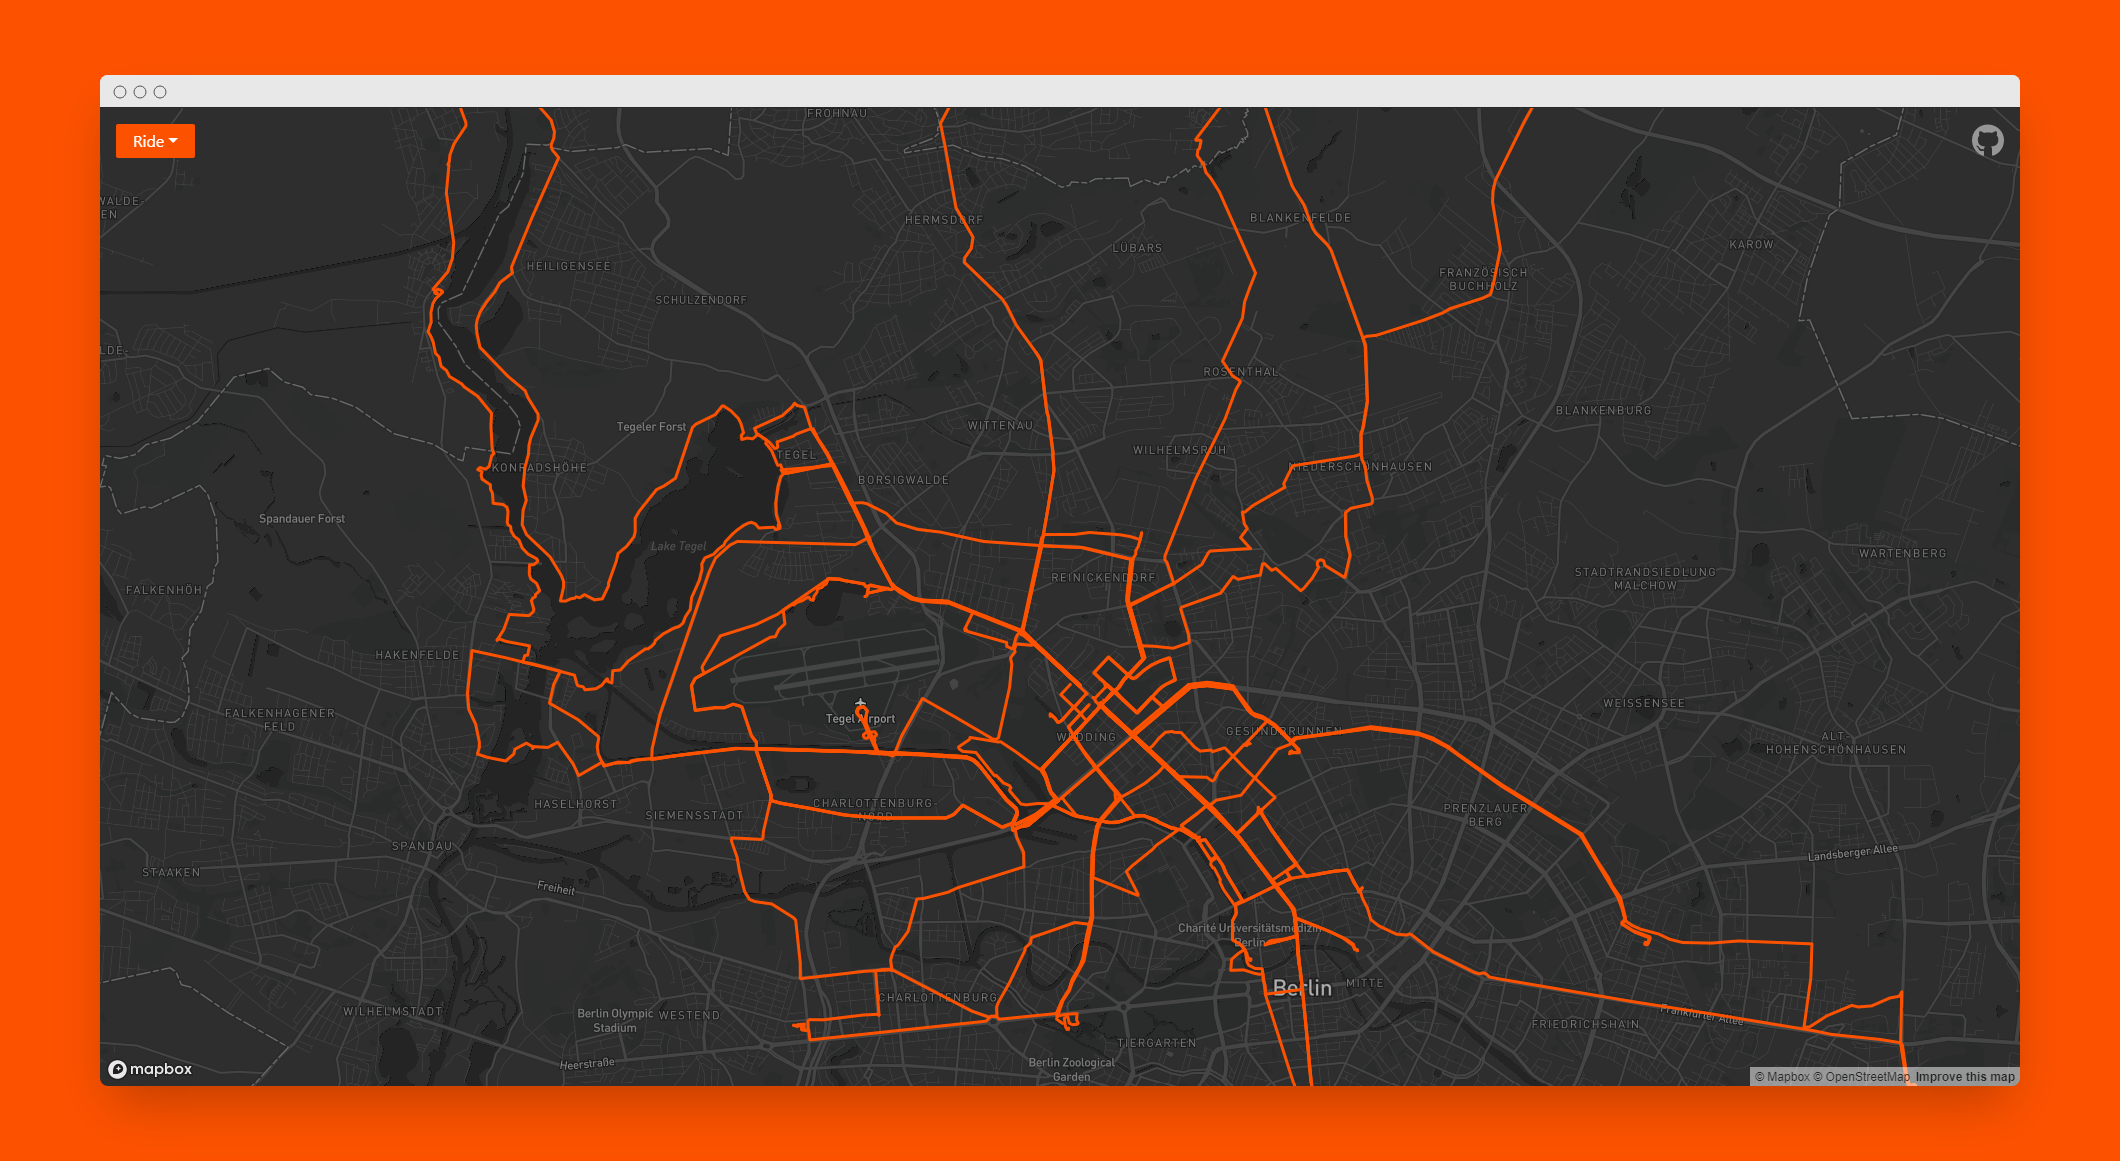 FROHNAU
Ride
WALDE-
EN
HERMSDORF
BLANKENFELDE
LÜBARS
KAROW
HEILIGENSEE
FRANZÖSISCH
BUCHHOLZ
SCHULZENDORF
LDE-
ROSENTHAL
BLANKENBURG
Tegeler Forst
WITTENAU
TEGEL
WILHELMSRUH
KONRADSHÖHE
NIEDERSCHÖNHAUSEN
BORSIGWALDE
Spandauer Forst
Lake Tegel
WARTENBERG
REINICKENDORF
STADTRANDSIEDLUNG
MALCHOW
FALKENHÖH
HAKENFELDE
WEISSENSEE
FALKENHAGENER
FELD
Tegel Airport
WEDDING
GESUNDBRUNNEN
ALT-
HOHENSCHÖNHAUSEN
HASELHORST
CHARLOTTENBURG-
NORD
SIEMENSSTADT
PRENZLAUER
BERG
SPANDAU
Landsberger Allee
STAAKEN
Freiheit
Charité Universitätsmedizin
Berlin
Berlin
MITTE
CHARLOTTENBURG
WILHELMSTADT
Berlin Olympic
Stadium
WESTEND
Frankfurter Allee
FRIEDRICHSHAIN
TIERGARTEN
Heerstraße
Berlin Zoological
Garden
mapbox
© Mapbox © OpenStreetMap Improve this map